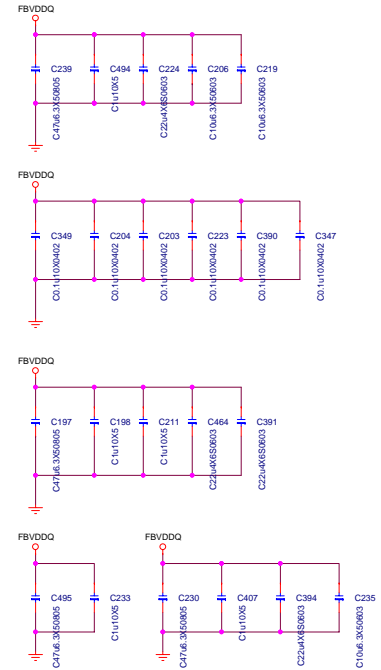 FBVDDQ
C239 C494 C224 C206 C219
C47u6.3X50805 C1u10X5 C22u4X6S0603 C10u6.3X50603 C10u6.3X50603
FBVDDQ
C349 C204 C203 C223 C390 C347
C0.1u10X0402 C0.1u10X0402 C0.1u10X0402 C0.1u10X0402 C0.1u10X0402 C0.1u10X0402
FBVDDQ
C197 C198 C211 C464 C391
C47u6.3X50805 C1u10X5 C1u10X5 C22u4X6S0603 C22u4X6S0603
FBVDDQ FBVDDQ
C495 C233 C230 C407 C394 C235
C47u6.3X50805 C1u10X5 C47u6.3X50805 C1u10X5 C22u4X6S0603 C10u6.3X50603